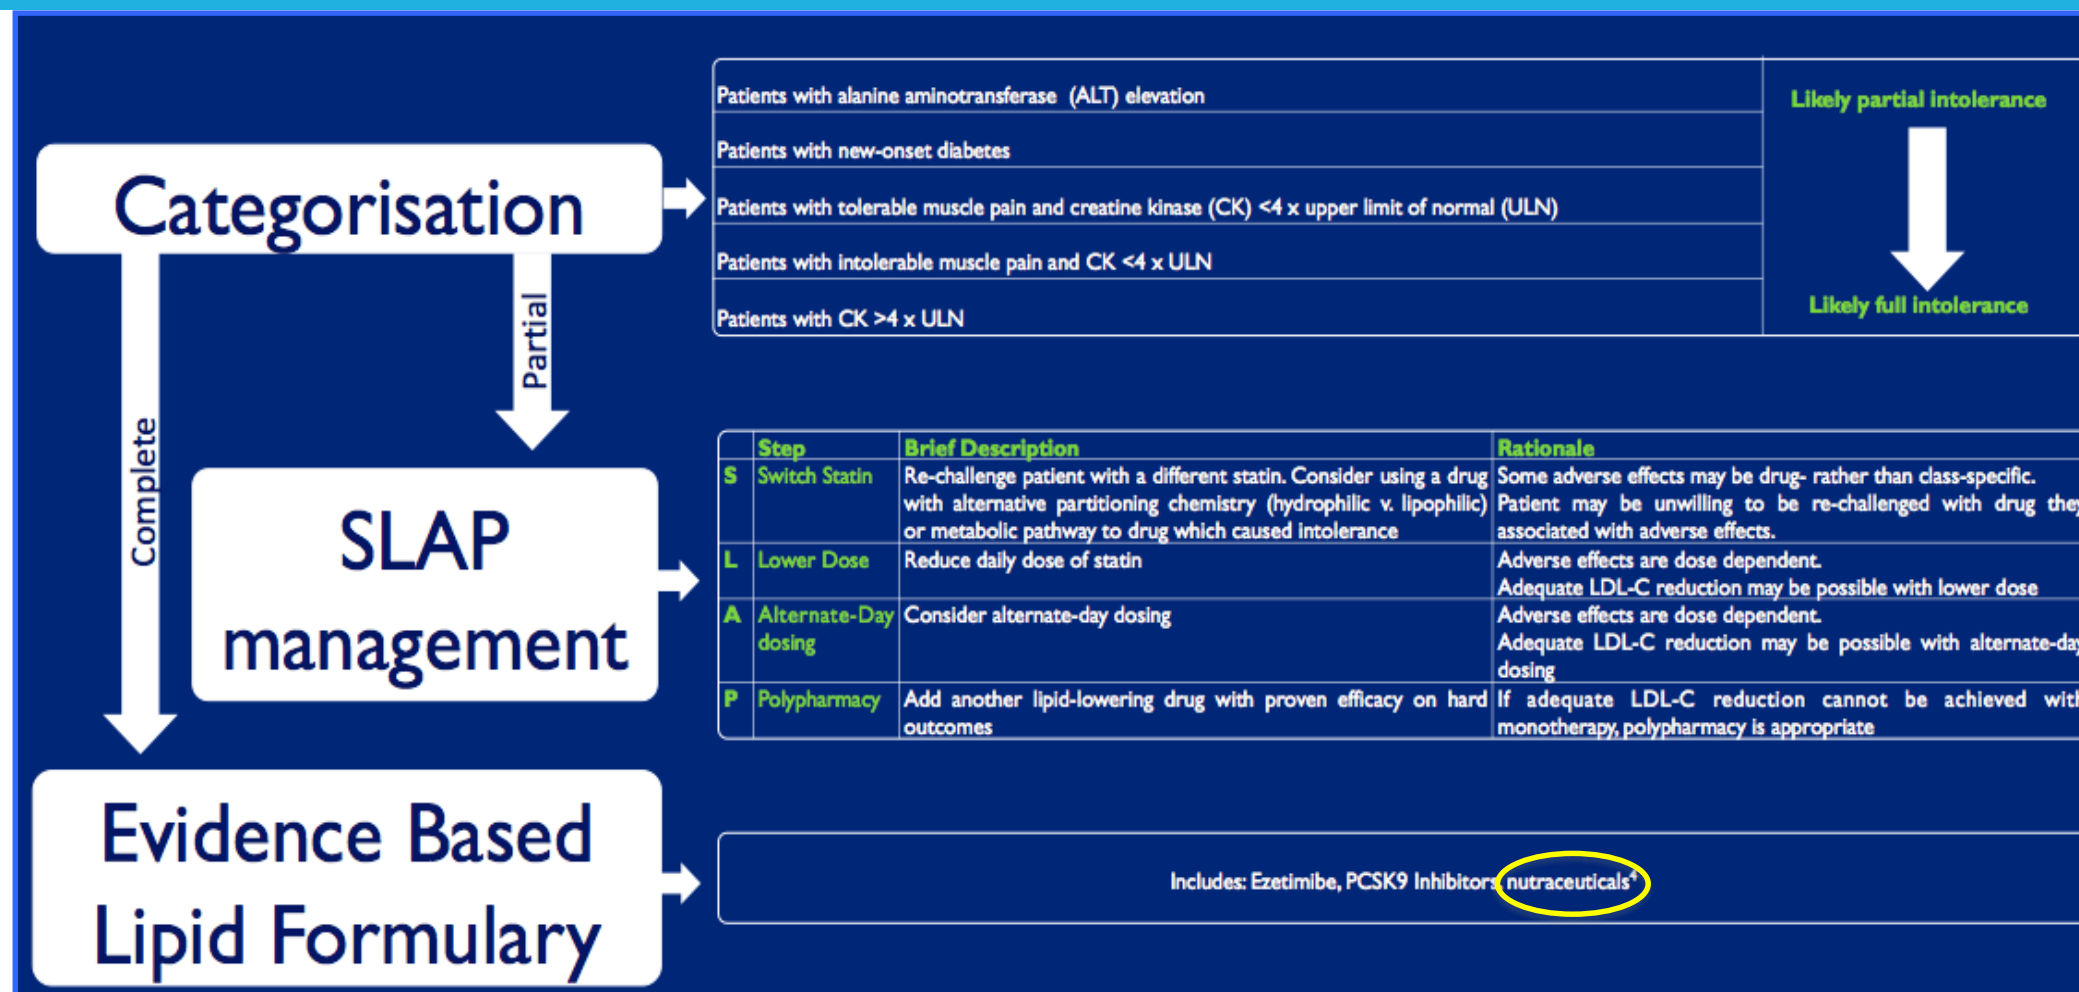 Categorisation
Complete
Partial
Patients with alanine aminotransferase (ALT) elevation
Patients with new-onset diabetes
Patients with tolerable muscle pain and creatine kinase (CK) <4 x upper limit of normal (ULN)
Patients with intolerable muscle pain and CK <4 x ULN
Patients with CK >4 x ULN
Likely partial intolerance
Likely full intolerance
SLAP
management
Step Brief Description Rationale
S Switch Statin
Re-challenge patient with a different statin. Consider using a drug
with alternative partitioning chemistry (hydrophilic v. lipophilic)
or metabolic pathway to drug which caused intolerance
Some adverse effects may be drug- rather than class-specific.
Patient may be unwilling to be re-challenged with drug they
associated with adverse effects.
L Lower Dose
Reduce daily dose of statin
Adverse effects are dose dependent.
Adequate LDL-C reduction may be possible with lower dose
A Alternate-Day
dosing
Consider alternate-day dosing
Adverse effects are dose dependent.
Adequate LDL-C reduction may be possible with alternate-day
dosing
P Polypharmacy
Add another lipid-lowering drug with proven efficacy on hard
outcomes
If adequate LDL-C reduction cannot be achieved with
monotherapy, polypharmacy is appropriate
Evidence Based
Lipid Formulary
Includes: Ezetimibe, PCSK9 Inhibitors, nutraceuticals⁴